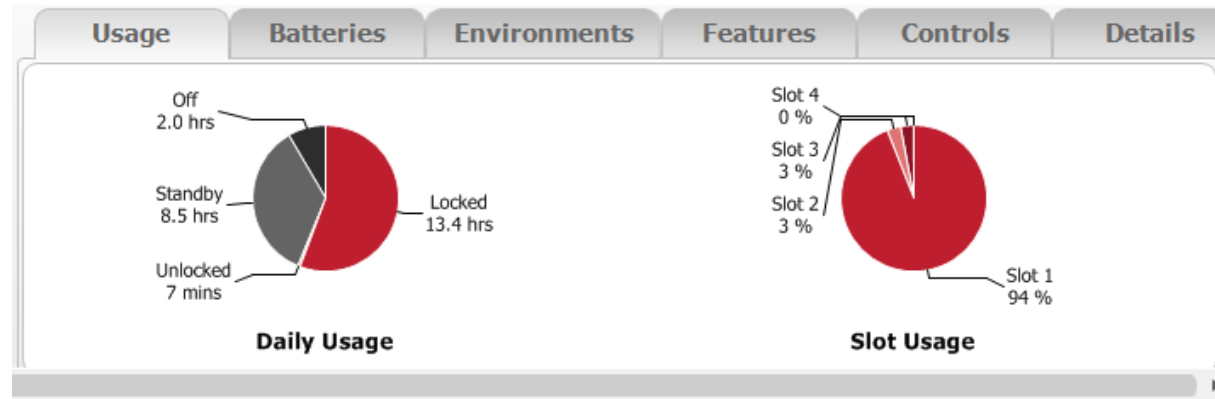 Usage
Batteries
Environments
Features
Controls
Details
Off
2.0 hrs
Standby
8.5 hrs
Unlocked
7 mins
Locked
13.4 hrs
Daily Usage
Slot 4
0 %
Slot 3
3 %
Slot 2
3 %
Slot 1
94 %
Slot Usage